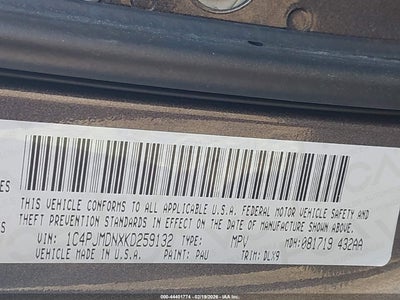 THIS VEHICLE CONFORMS TO ALL APPLICABLE U.S.A. FEDERAL MOTOR VEHICLE SAFETY AND
THEFT PREVENTION STANDARDS IN EFFECT ON THE DATE OF MANUFACTURE SHOWN ABOVE.
VIN: 1C4PJMDNXKD259132 TYPE: MPV MDH: 081719 432AA
VEHICLE MADE IN U.S.A. PAINT: PAU TRIM: DLX9
000-44401774 - 02/19/2026 - IAA Inc.